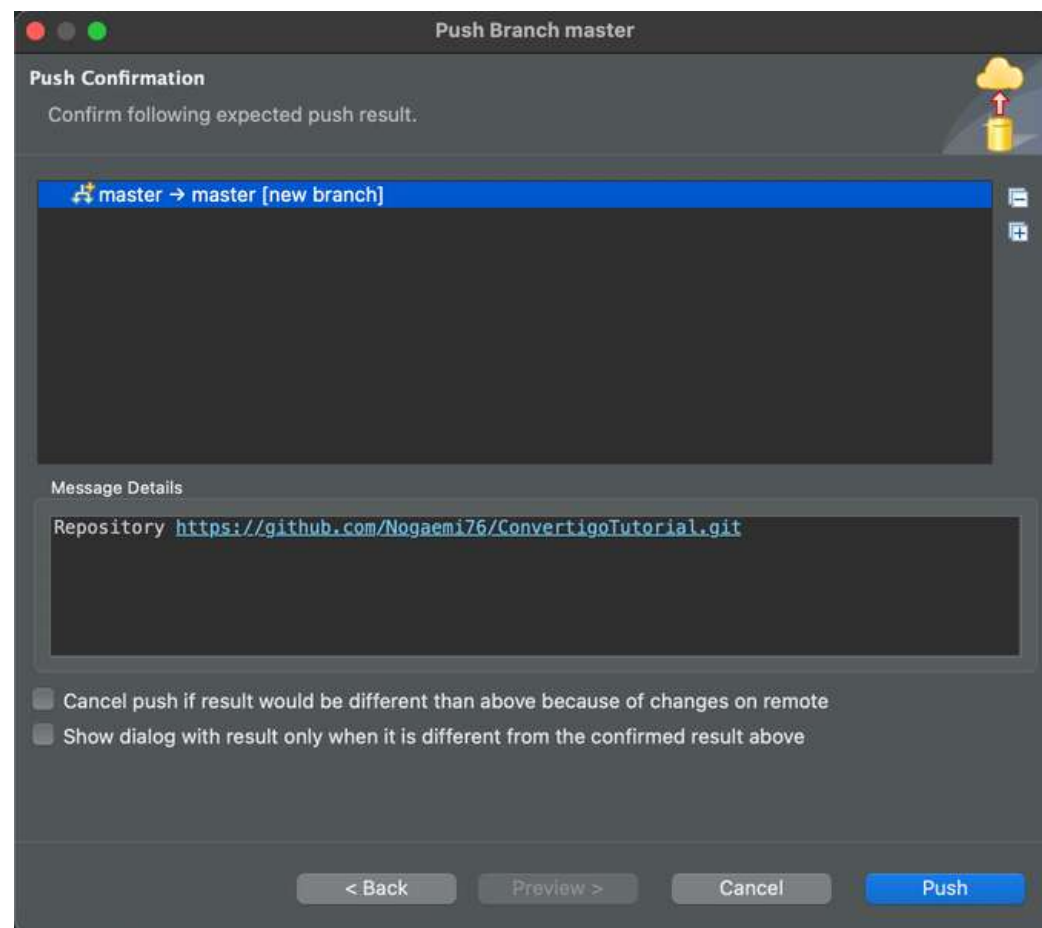 Push Branch master
Push Confirmation
Confirm following expected push result.
master → master [new branch]
Message Details
Repository https://github.com/Nogaemi76/ConvertigoTutorial.git
Cancel push if result would be different than above because of changes on remote
Show dialog with result only when it is different from the confirmed result above
< Back
Preview >
Cancel
Push